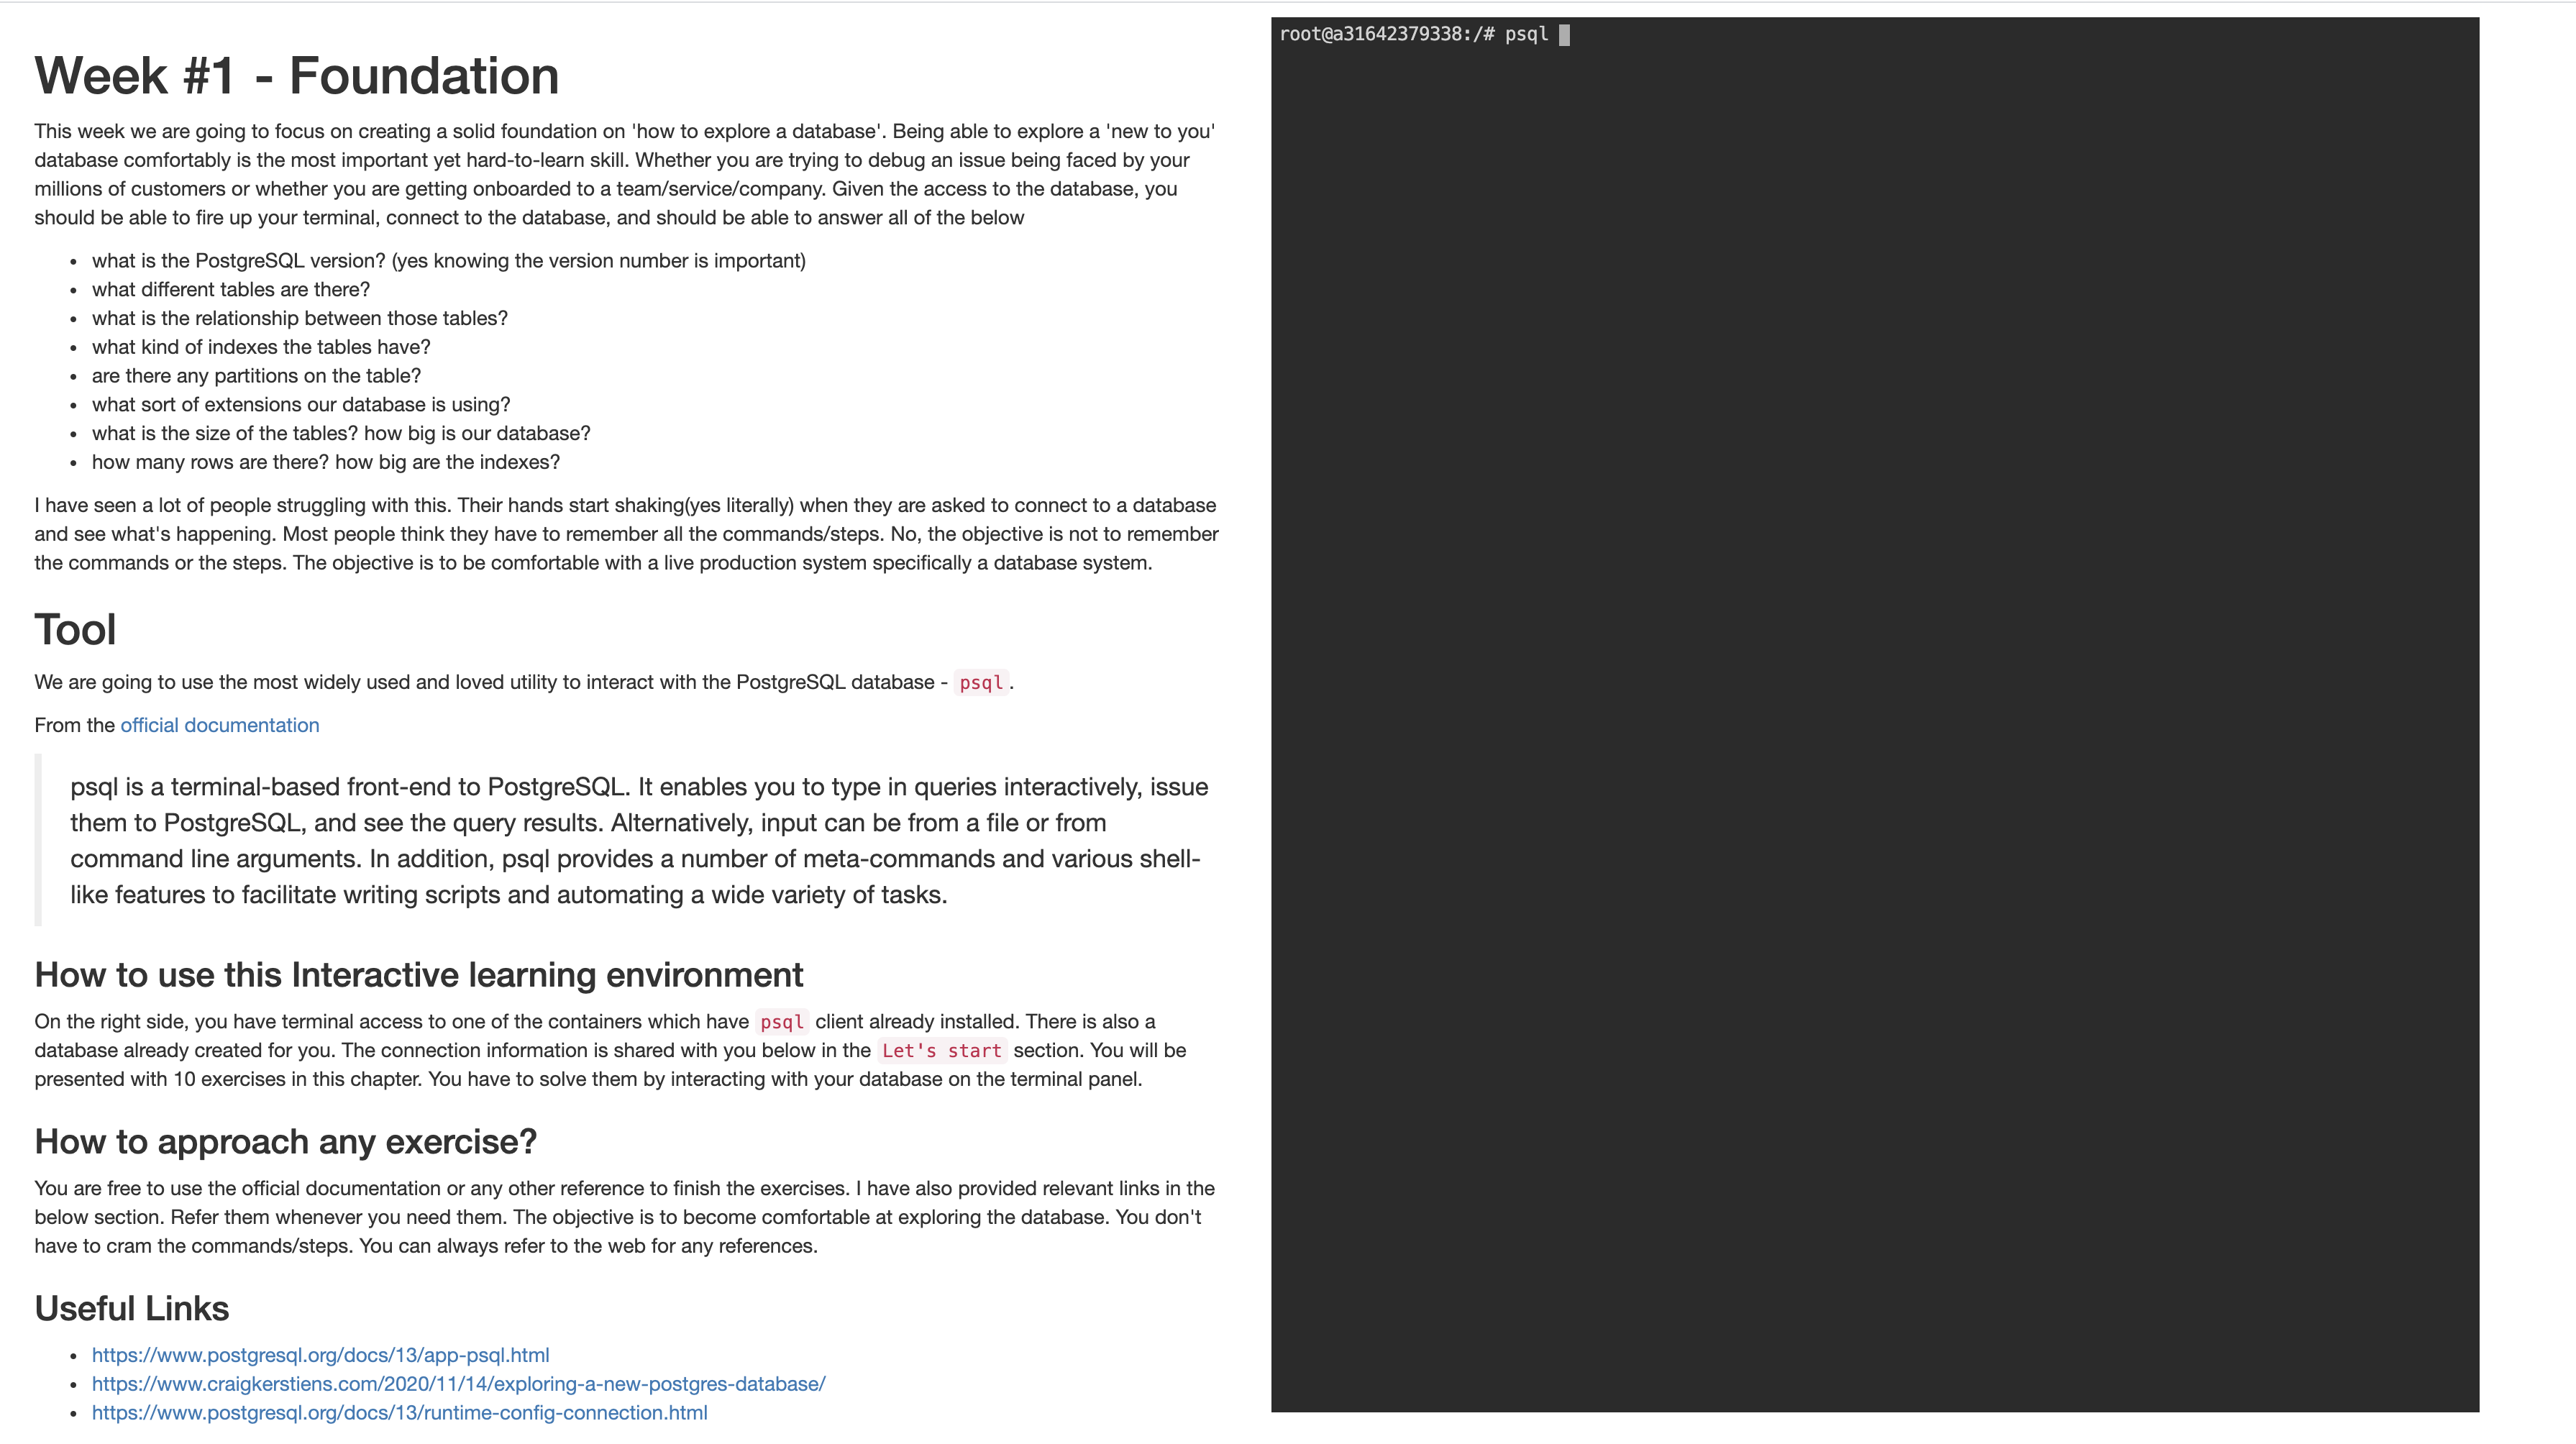 Week #1 - Foundation
This week we are going to focus on creating a solid foundation on 'how to explore a database'. Being able to explore a 'new to you'
database comfortably is the most important yet hard-to-learn skill. Whether you are trying to debug an issue being faced by your
millions of customers or whether you are getting onboarded to a team/service/company. Given the access to the database, you
should be able to fire up your terminal, connect to the database, and should be able to answer all of the below
• what is the PostgreSQL version? (yes knowing the version number is important)
• what different tables are there?
• what is the relationship between those tables?
• what kind of indexes the tables have?
• are there any partitions on the table?
• what sort of extensions our database is using?
• what is the size of the tables? how big is our database?
• how many rows are there? how big are the indexes?
I have seen a lot of people struggling with this. Their hands start shaking(yes literally) when they are asked to connect to a database
and see what's happening. Most people think they have to remember all the commands/steps. No, the objective is not to remember
the commands or the steps. The objective is to be comfortable with a live production system specifically a database system.
Tool
We are going to use the most widely used and loved utility to interact with the PostgreSQL database - psql.
From the official documentation
psql is a terminal-based front-end to PostgreSQL. It enables you to type in queries interactively, issue
them to PostgreSQL, and see the query results. Alternatively, input can be from a file or from
command line arguments. In addition, psql provides a number of meta-commands and various shell-
like features to facilitate writing scripts and automating a wide variety of tasks.
How to use this Interactive learning environment
On the right side, you have terminal access to one of the containers which have psql client already installed. There is also a
database already created for you. The connection information is shared with you below in the Let's start section. You will be
presented with 10 exercises in this chapter. You have to solve them by interacting with your database on the terminal panel.
How to approach any exercise?
You are free to use the official documentation or any other reference to finish the exercises. I have also provided relevant links in the
below section. Refer them whenever you need them. The objective is to become comfortable at exploring the database. You don't
have to cram the commands/steps. You can always refer to the web for any references.
Useful Links
• https://www.postgresql.org/docs/13/app-psql.html
• https://www.craigkerstiens.com/2020/11/14/exploring-a-new-postgres-database/
• https://www.postgresql.org/docs/13/runtime-config-connection.html
root@a31642379338:/# psql